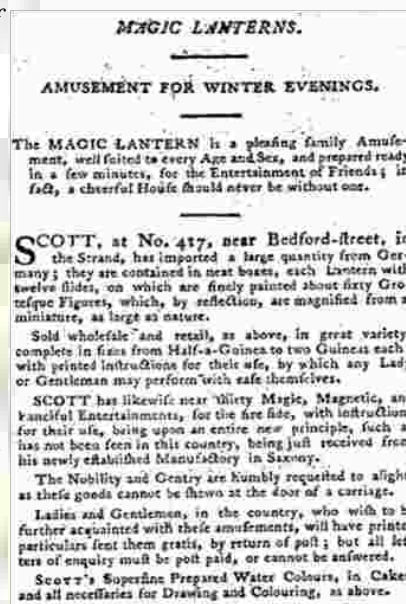 MAGIC LANTERNS.
AMUSEMENT FOR WINTER EVENINGS.
The MAGIC LANTERN is a pleaſing family Amuſe-
ment, well ſuited to every Age and Sex, and prepared ready
in a few minutes, for the Entertainment of Friends; in
fact, a cheerful Houſe ſhould never be without one.
SCOTT, at No. 417, near Bedford-ſtreet, in
the Strand, has imported a large quantity from Ger-
many; they are contained in neat boxes, each Lantern with
twelve ſlides, on which are finely painted about ſixty Gro-
teſque Figures, which, by reflection, are magnified from a
miniature, as large as nature.
Sold wholeſale and retail, as above, in great variety
complete in ſizes from Half-a-Guinea to two Guineas each
with printed inſtructions for their uſe, by which any Lady
or Gentleman may perform with eaſe themſelves.
SCOTT has likewiſe near thirty Magic, Magnetic, an
Fanciful Entertainments, for the fire ſide, with inſtruction
for their uſe, being upon an entire new principle, ſuch a
has not been ſeen in this country, being juſt received from
his newly eſtabliſhed Manufactory in Saxony.
The Nobility and Gentry are humbly requeſted to alight
as theſe goods cannot be ſhewn at the door of a carriage.
Ladies and Gentlemen, in the country, who wiſh to b
further acquainted with theſe amuſements, will have printe
particulars ſent them gratis, by return of poſt; but all let
ters of enquiry muſt be poſt paid, or cannot be anſwered.
SCOTT's Superfine Prepared Water Colours, in Cakes
and all neceſſaries for Drawing and Colouring, as above.